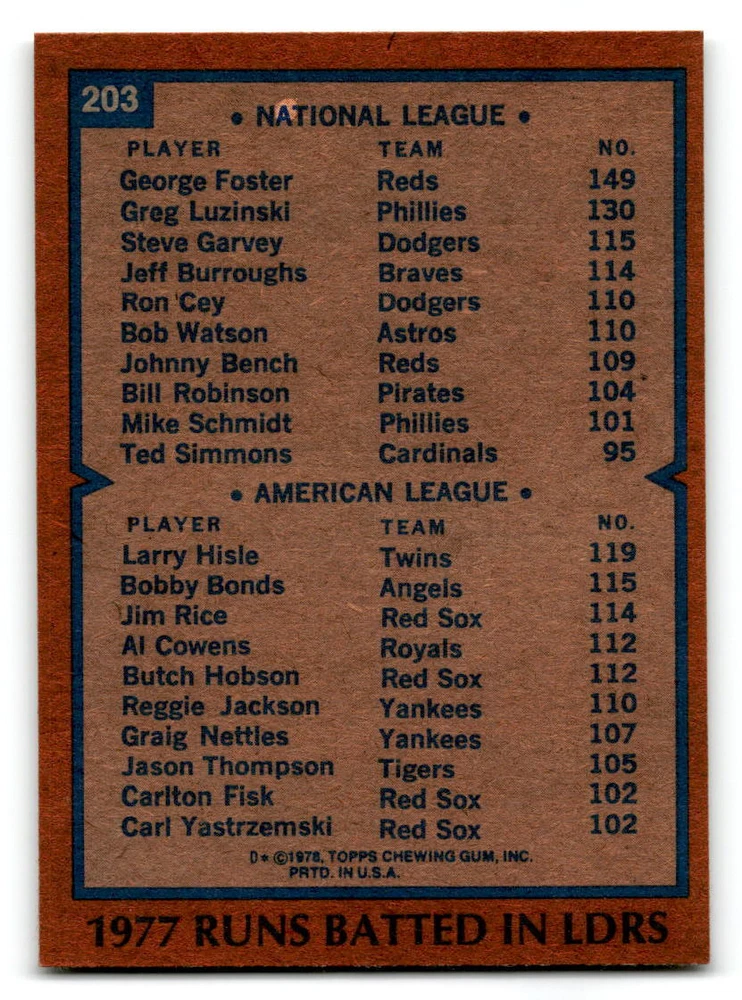 203
• NATIONAL LEAGUE •
PLAYER TEAM NO.
George Foster Reds 149
Greg Luzinski Phillies 130
Steve Garvey Dodgers 115
Jeff Burroughs Braves 114
Ron Cey Dodgers 110
Bob Watson Astros 110
Johnny Bench Reds 109
Bill Robinson Pirates 104
Mike Schmidt Phillies 101
Ted Simmons Cardinals 95
• AMERICAN LEAGUE •
PLAYER TEAM NO.
Larry Hisle Twins 119
Bobby Bonds Angels 115
Jim Rice Red Sox 114
Al Cowens Royals 112
Butch Hobson Red Sox 112
Reggie Jackson Yankees 110
Graig Nettles Yankees 107
Jason Thompson Tigers 105
Carlton Fisk Red Sox 102
Carl Yastrzemski Red Sox 102
D* ©1978, TOPPS CHEWING GUM, INC.
PRTD. IN U.S.A.
1977 RUNS BATTED IN LDRS